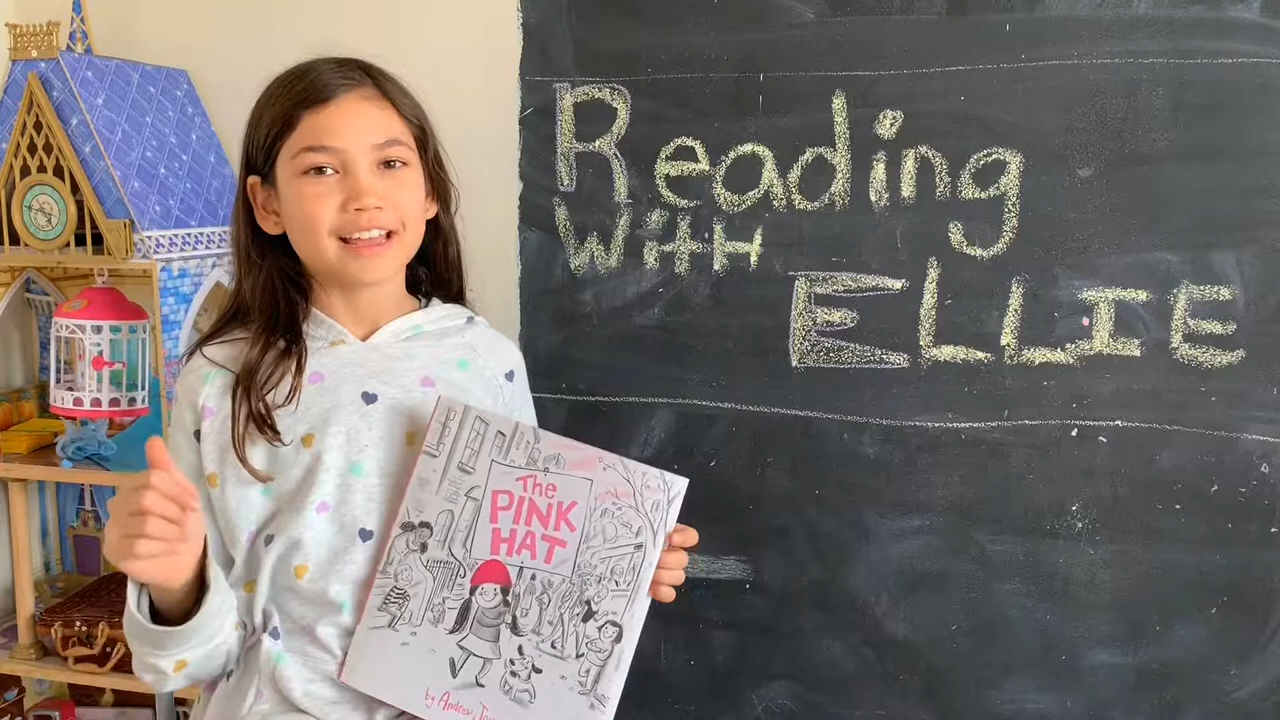 Reading
with
ELLIE
The
PINK
HAT
by Andrew